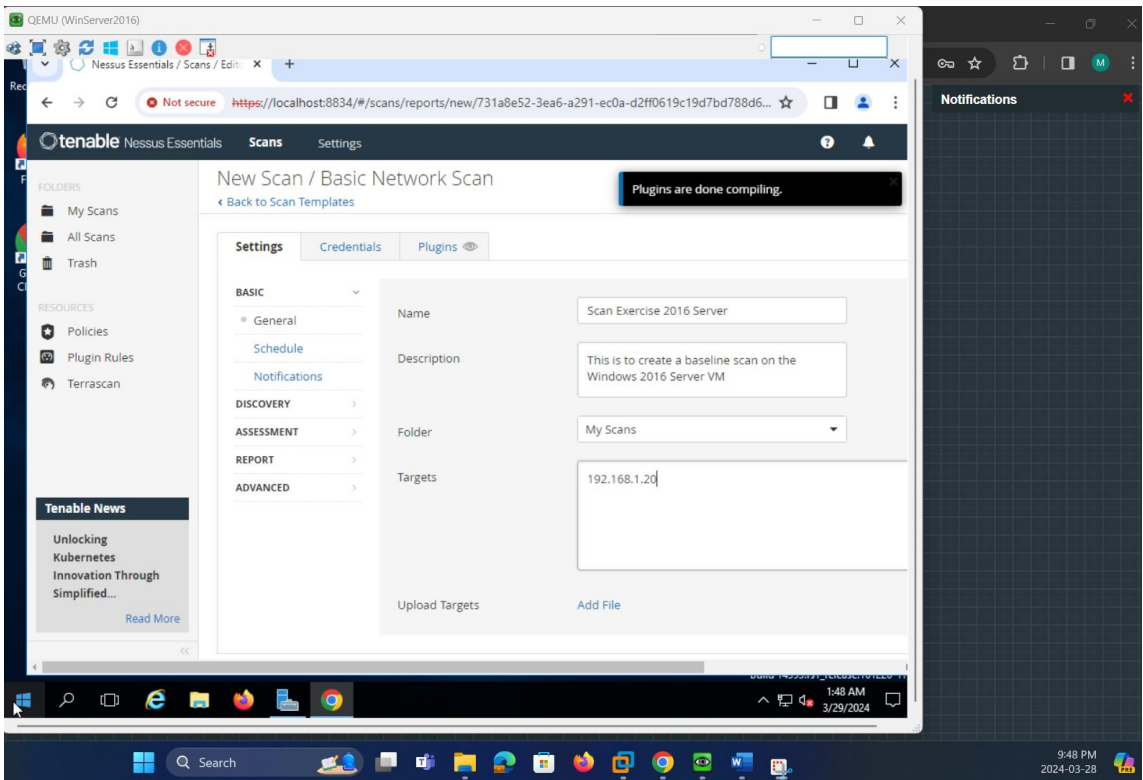 QEMU (WinServer2016)
Nessus Essentials / Scans / Edit
Rec
Not secure
https://localhost:8834/#/scans/reports/new/731a8e52-3ea6-a291-ec0a-d2ff0619c19d7bd788d6...
M
Notifications
tenable Nessus Essentials
Scans
Settings
FOLDERS
My Scans
All Scans
Trash
RESOURCES
Policies
Plugin Rules
Terrascan
Tenable News
Unlocking
Kubernetes
Innovation Through
Simplified...
Read More
New Scan / Basic Network Scan
Back to Scan Templates
Plugins are done compiling.
Settings
Credentials
Plugins
BASIC
General
Schedule
Notifications
DISCOVERY
ASSESSMENT
REPORT
ADVANCED
Name
Scan Exercise 2016 Server
Description
This is to create a baseline scan on the
Windows 2016 Server VM
Folder
My Scans
Targets
192.168.1.20
Upload Targets
Add File
1:48 AM
3/29/2024
Search
9:48 PM
2024-03-28
PRE